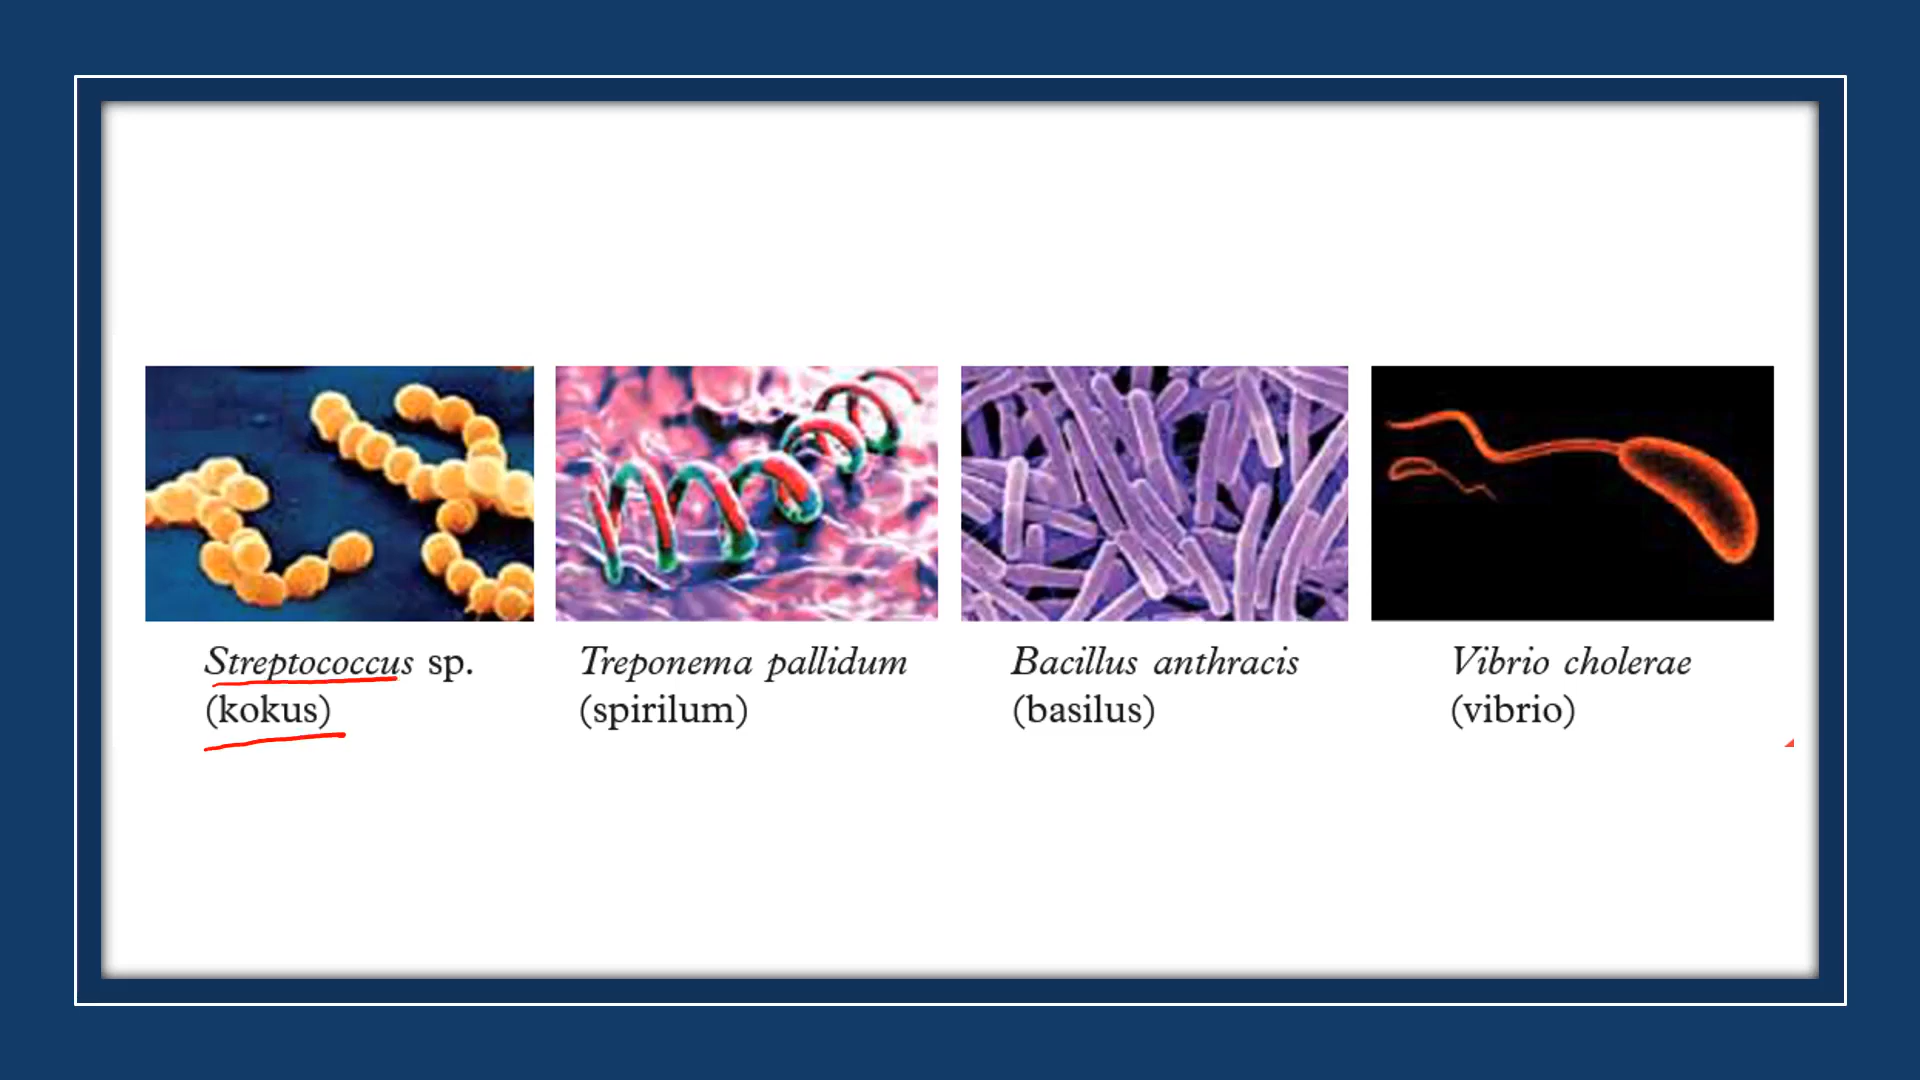 Streptococcus sp.
(kokus)
Treponema pallidum
(spirilum)
Bacillus anthracis
(basilus)
Vibrio cholerae
(vibrio)